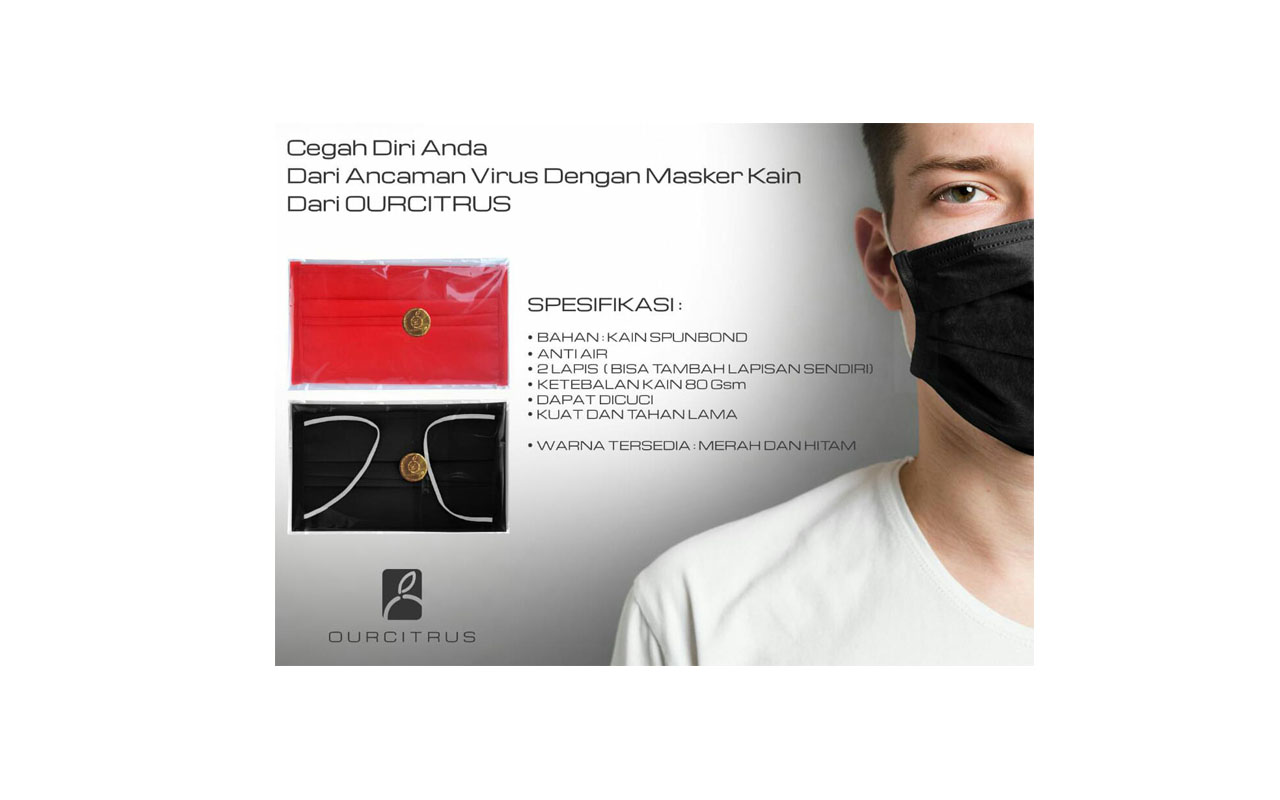 Cegah Diri Anda
Dari Ancaman Virus Dengan Masker Kain
Dari OURCITRUS
SPESIFIKASI :
• BAHAN : KAIN SPUNBOND
• ANTI AIR
• 2 LAPIS ( BISA TAMBAH LAPISAN SENDIRI)
• KETEBALAN KAIN 80 Gsm
• DAPAT DICUCI
• KUAT DAN TAHAN LAMA
• WARNA TERSEDIA : MERAH DAN HITAM
OURCITRUS